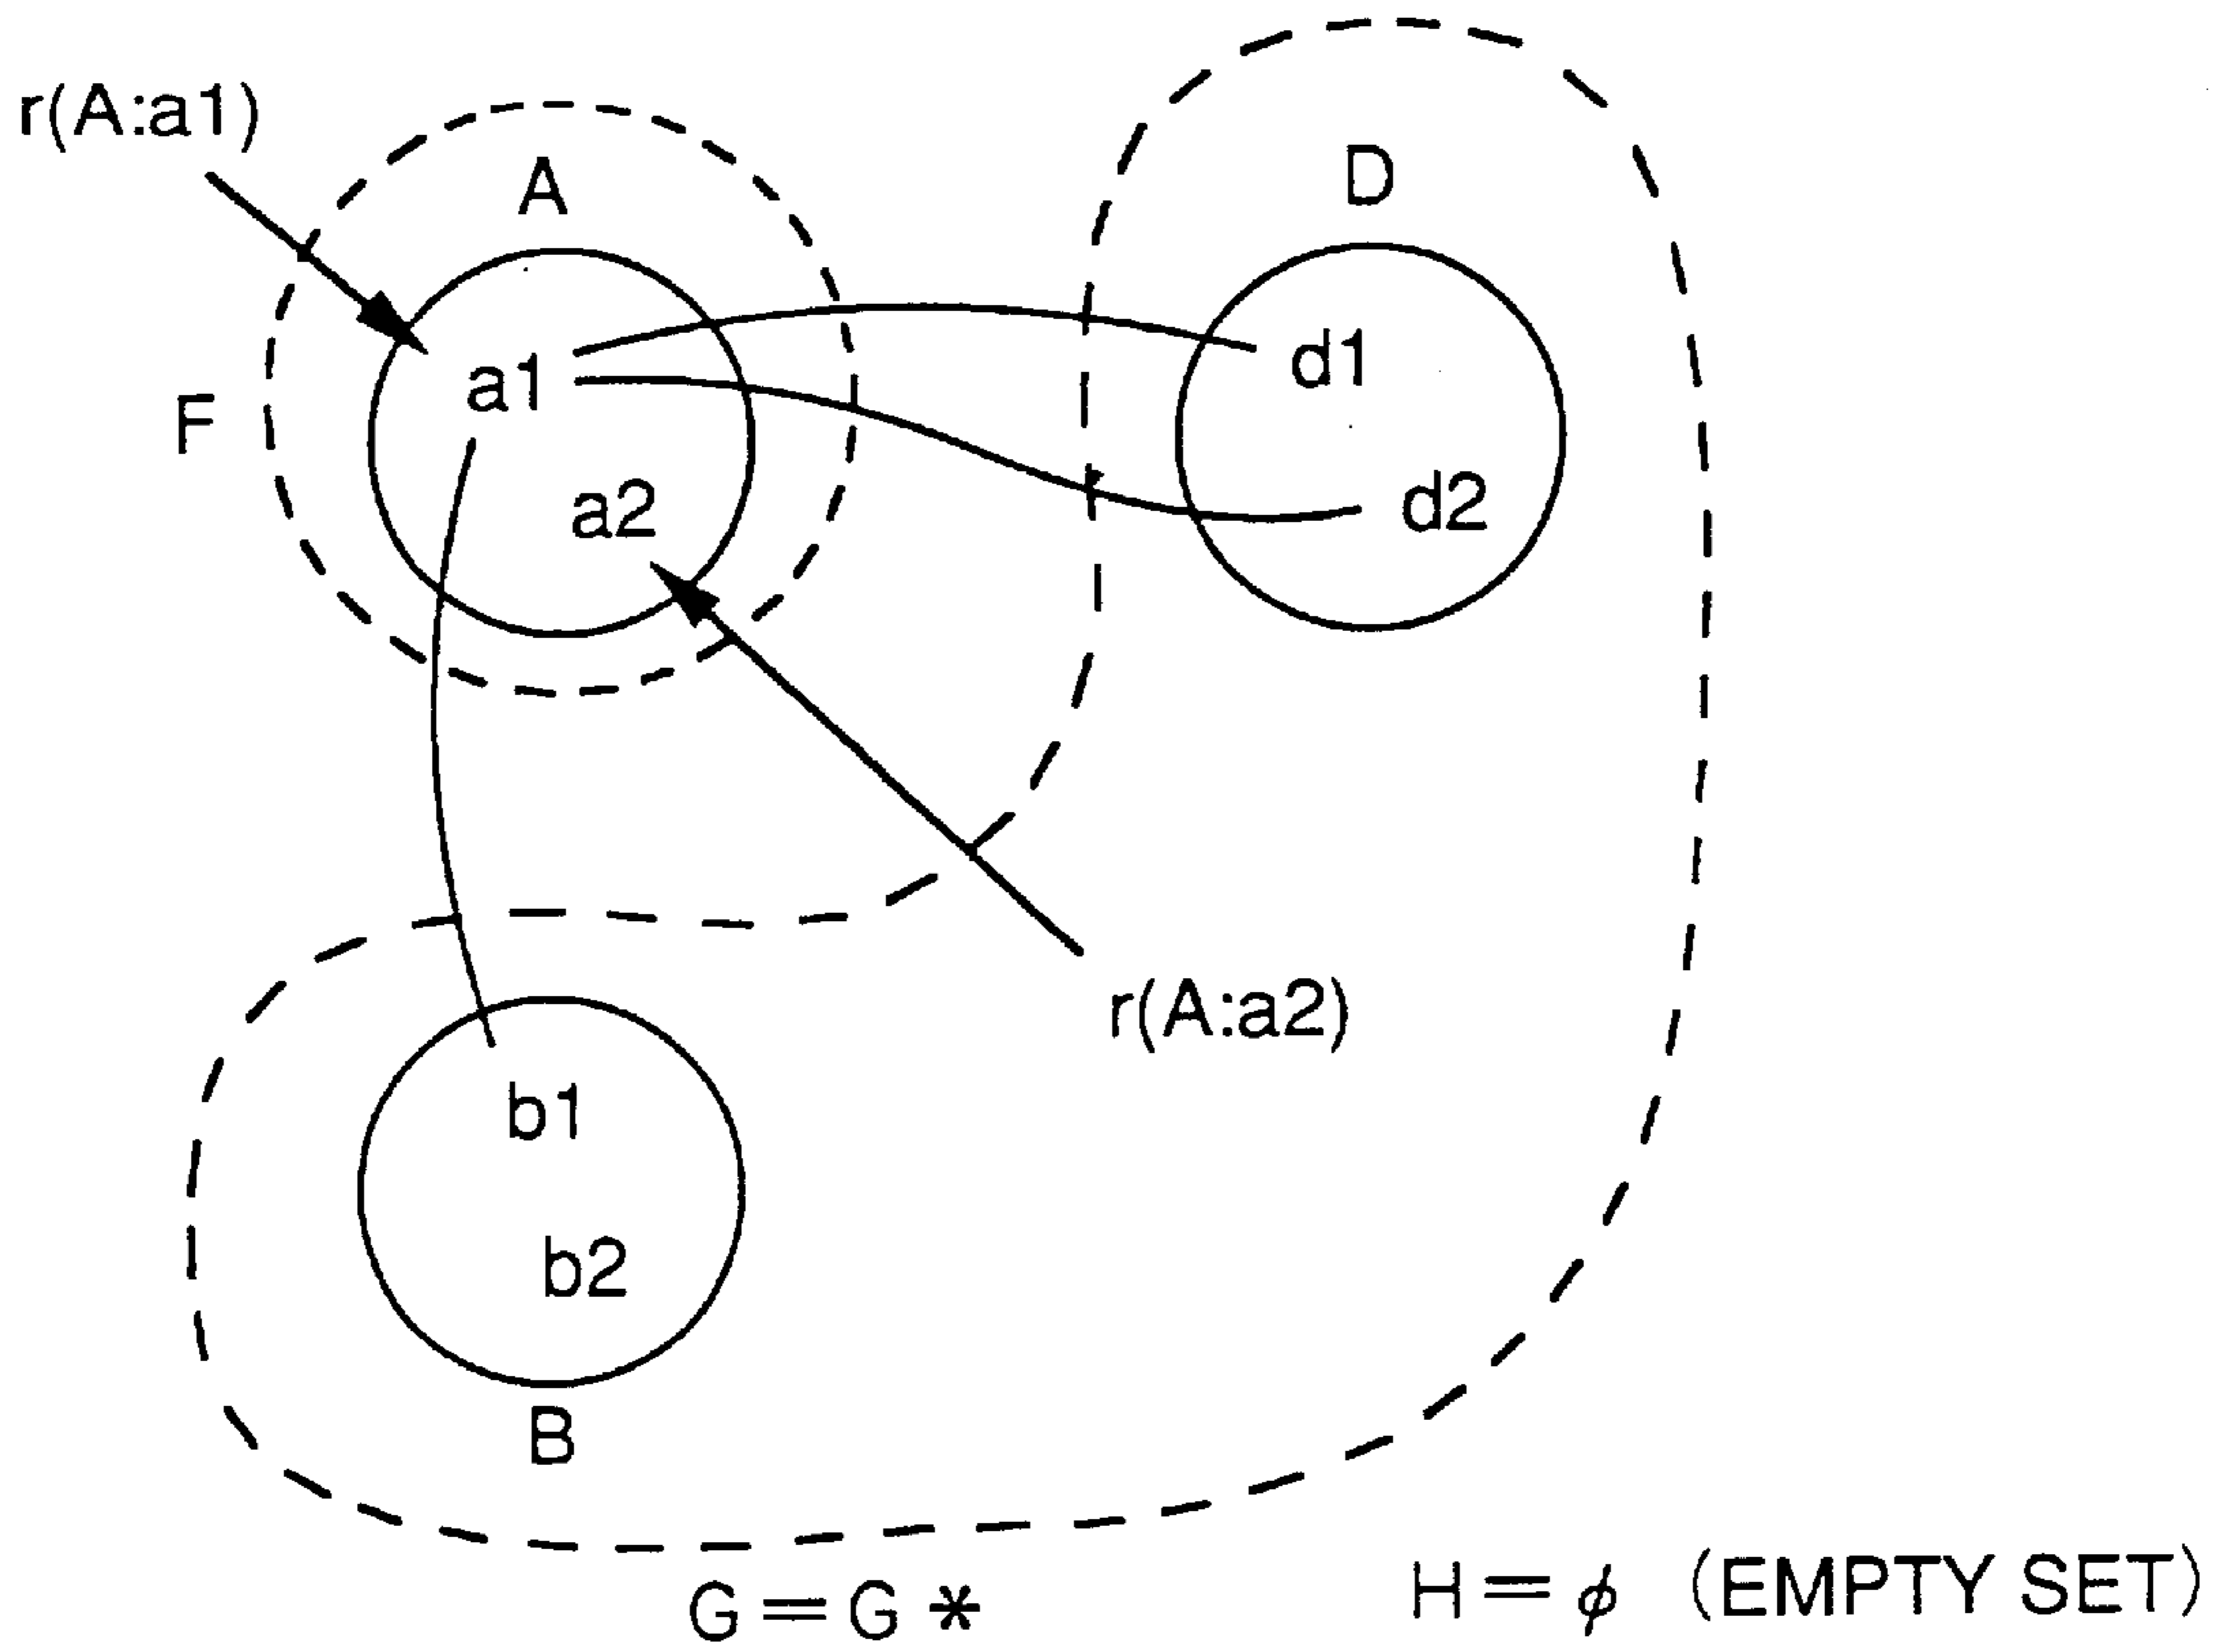 r(A:a1)
A
D
F
a1
d1
a2
d2
r(A:a2)
b1
b2
B
G = G *
H = ϕ (EMPTY SET)